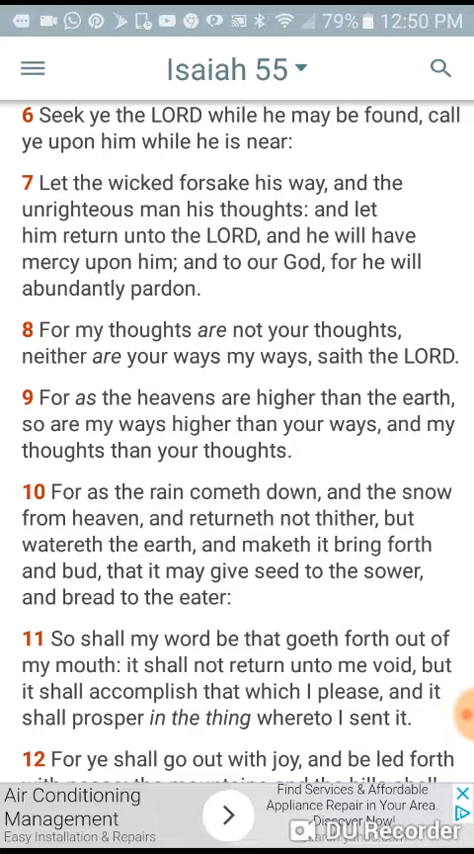 79% 12:50 PM
Isaiah 55
6 Seek ye the LORD while he may be found, call
ye upon him while he is near:
7 Let the wicked forsake his way, and the
unrighteous man his thoughts: and let
him return unto the LORD, and he will have
mercy upon him; and to our God, for he will
abundantly pardon.
8 For my thoughts are not your thoughts,
neither are your ways my ways, saith the LORD.
9 For as the heavens are higher than the earth,
so are my ways higher than your ways, and my
thoughts than your thoughts.
10 For as the rain cometh down, and the snow
from heaven, and returneth not thither, but
watereth the earth, and maketh it bring forth
and bud, that it may give seed to the sower,
and bread to the eater:
11 So shall my word be that goeth forth out of
my mouth: it shall not return unto me void, but
it shall accomplish that which I please, and it
shall prosper in the thing whereto I sent it.
12 For ye shall go out with joy, and be led forth
with peace: the mountains and the hills shall
Air Conditioning
Management
Easy Installation & Repairs
Find Services & Affordable
Appliance Repair in Your Area.
Discover Now!
DU Recorder